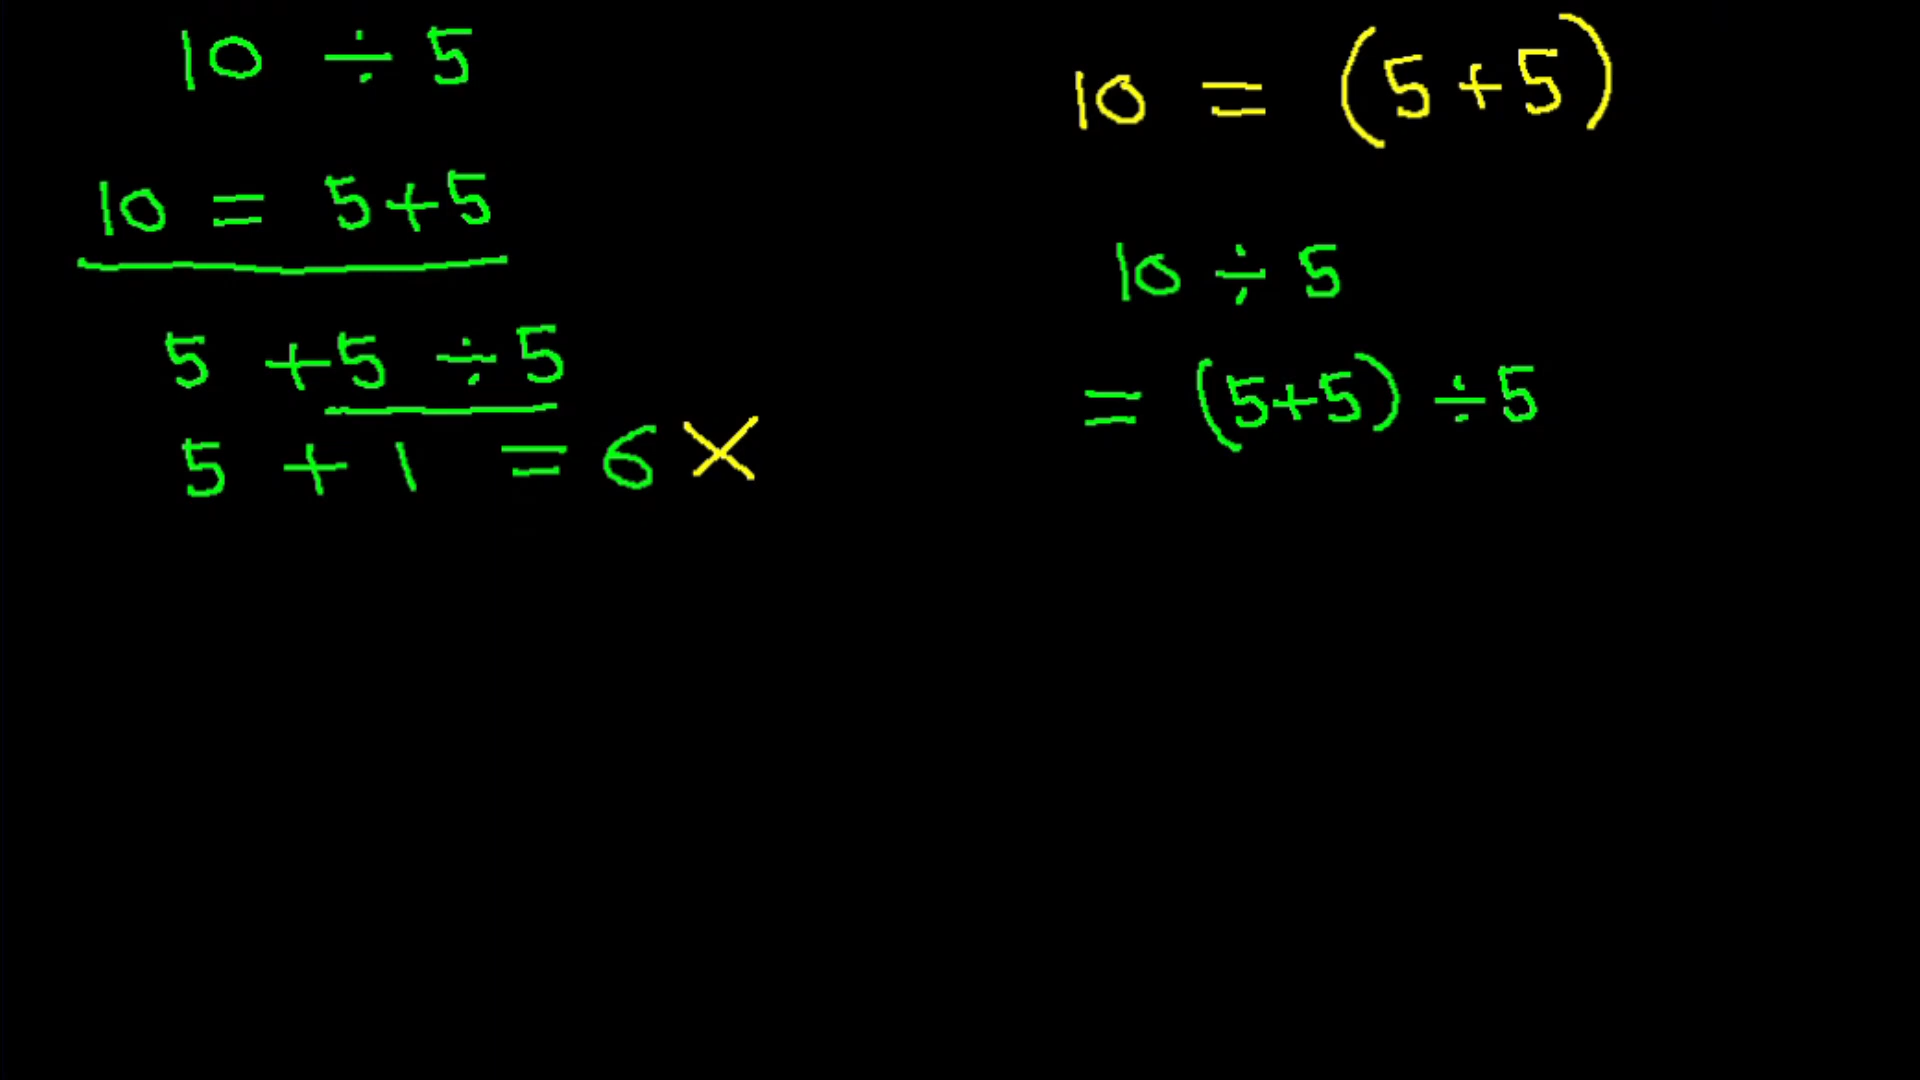 10 ÷ 5
10 = 5+5
5 +5 ÷ 5
5 + 1 = 6 ×
10 = (5+5)
10 ÷ 5
= (5+5) ÷ 5